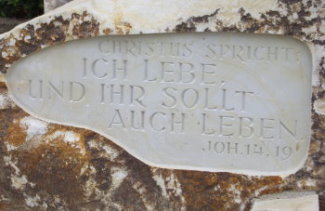 CHRISTUS SPRICHT:
ICH LEBE,
UND IHR SOLLT
AUCH LEBEN.
JOH. 14, 19